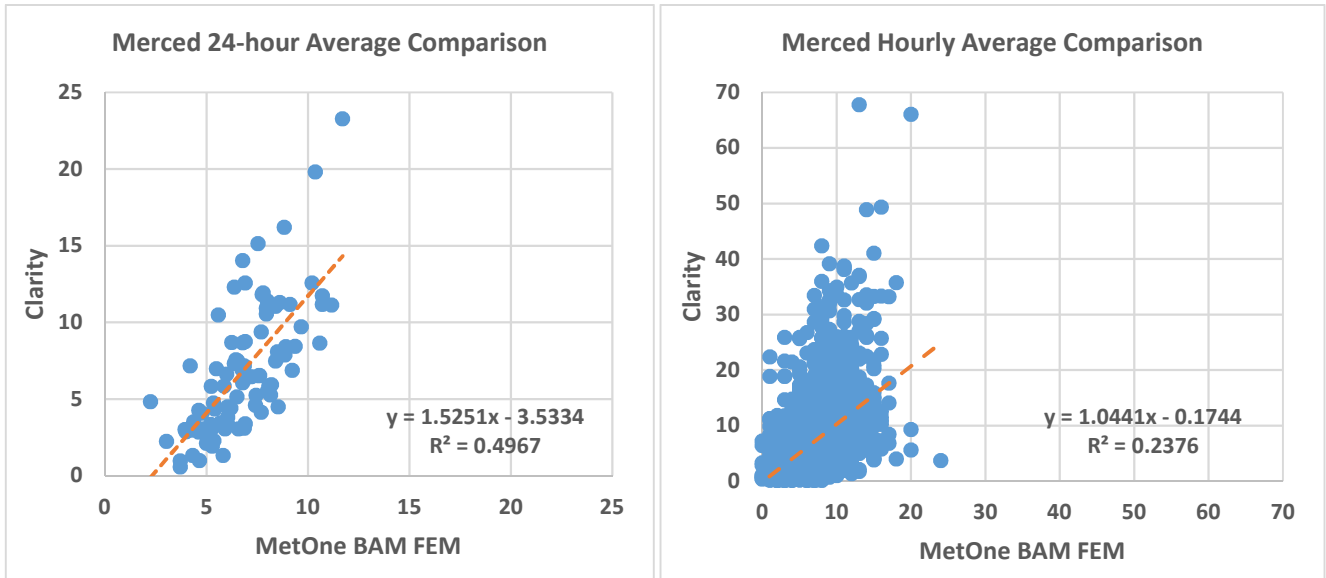 Merced 24-hour Average Comparison
25
20
15
10
5
0
Clarity
y = 1.5251x - 3.5334
R² = 0.4967
0 5 10 15 20 25
MetOne BAM FEM
Merced Hourly Average Comparison
70
60
50
40
30
20
10
0
Clarity
y = 1.0441x - 0.1744
R² = 0.2376
0 10 20 30 40 50 60 70
MetOne BAM FEM